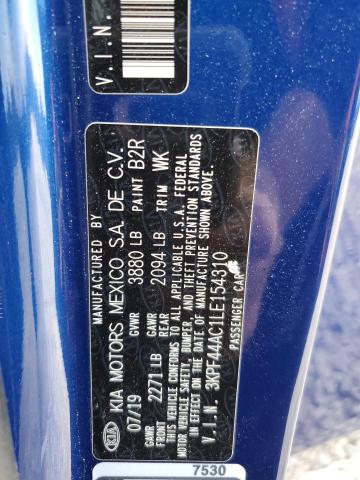 V.I.N.
MANUFACTURED BY
KIA KIA MOTORS MEXICO S.A. DE C.V.
07/19 3880 LB PAINT B2R
GAWR FRONT 2271 LB GAWR REAR 2094 LB TRIM WK
THIS VEHICLE CONFORMS TO ALL APPLICABLE U.S.A. FEDERAL
MOTOR VEHICLE SAFETY, BUMPER, AND THEFT PREVENTION STANDARDS
IN EFFECT ON THE DATE OF MANUFACTURE SHOWN ABOVE.
V.I.N. 3KPF44AC1LE154310
PASSENGER CAR
7530